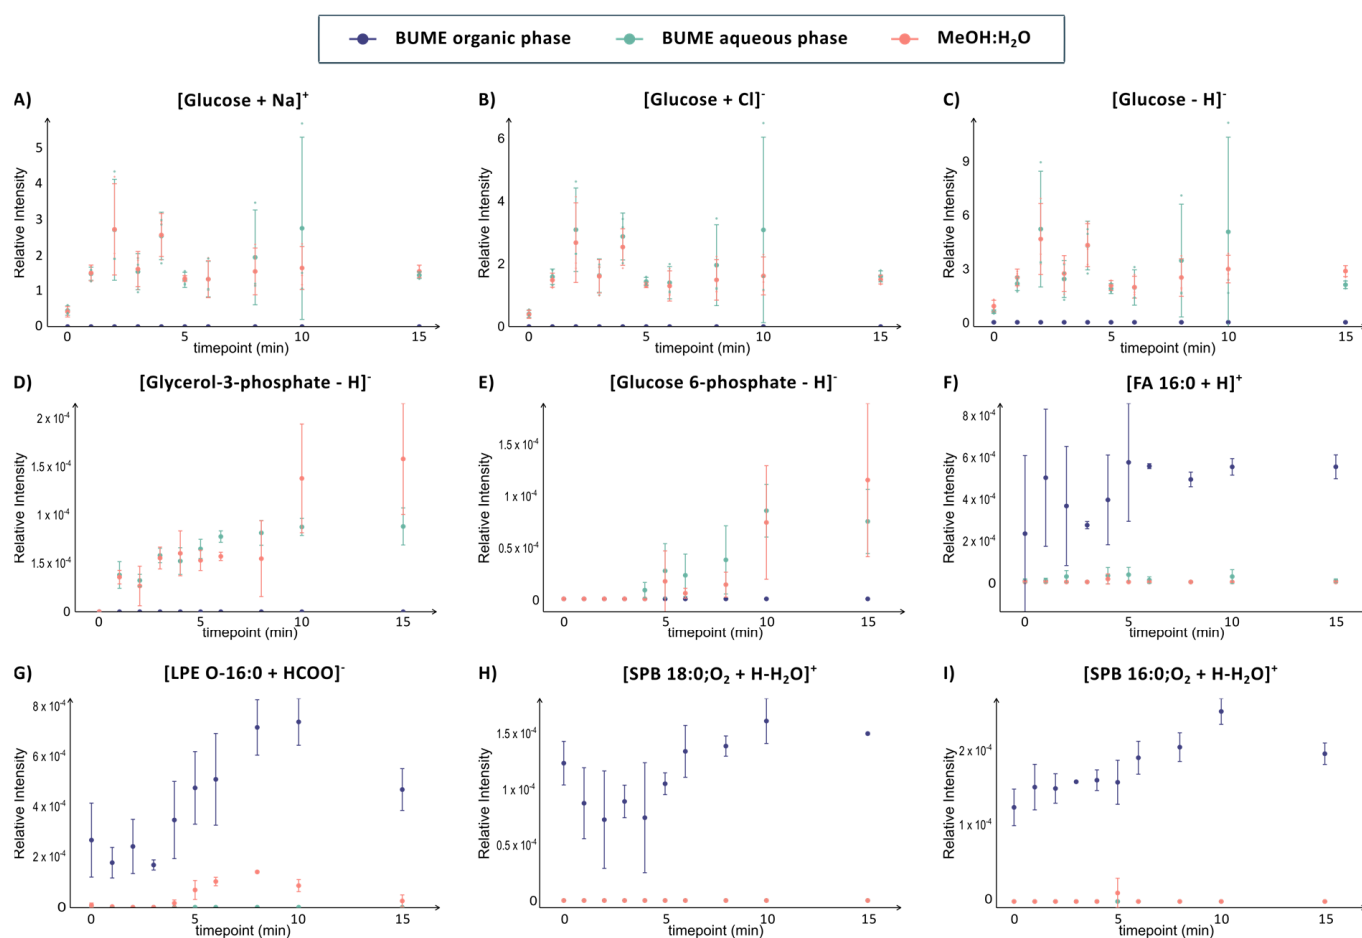 BUME organic phase BUME aqueous phase MeOH:H₂O
A) [Glucose + Na]⁺
Relative Intensity
5
4
3
2
1
0
0 5 10 15
timepoint (min)
B) [Glucose + Cl]⁻
Relative Intensity
6
4
2
0
0 5 10 15
timepoint (min)
C) [Glucose - H]⁻
Relative Intensity
9
6
3
0
0 5 10 15
timepoint (min)
D) [Glycerol-3-phosphate - H]⁻
Relative Intensity
2 x 10⁻⁴
1.5 x 10⁻⁴
1 x 10⁻⁴
1.5 x 10⁻⁴
0
0 5 10 15
timepoint (min)
E) [Glucose 6-phosphate - H]⁻
Relative Intensity
1.5 x 10⁻⁴
1 x 10⁻⁴
0.5 x 10⁻⁴
0
0 5 10 15
timepoint (min)
F) [FA 16:0 + H]⁺
Relative Intensity
8 x 10⁻⁴
6 x 10⁻⁴
4 x 10⁻⁴
2 x 10⁻⁴
0
0 5 10 15
timepoint (min)
G) [LPE O-16:0 + HCOO]⁻
Relative Intensity
8 x 10⁻⁴
6 x 10⁻⁴
4 x 10⁻⁴
2 x 10⁻⁴
0
0 5 10 15
timepoint (min)
H) [SPB 18:0;O₂ + H-H₂O]⁺
Relative Intensity
1.5 x 10⁻⁴
1 x 10⁻⁴
0.5 x 10⁻⁴
0
0 5 10 15
timepoint (min)
I) [SPB 16:0;O₂ + H-H₂O]⁺
Relative Intensity
2 x 10⁻⁴
1 x 10⁻⁴
0
0 5 10 15
timepoint (min)